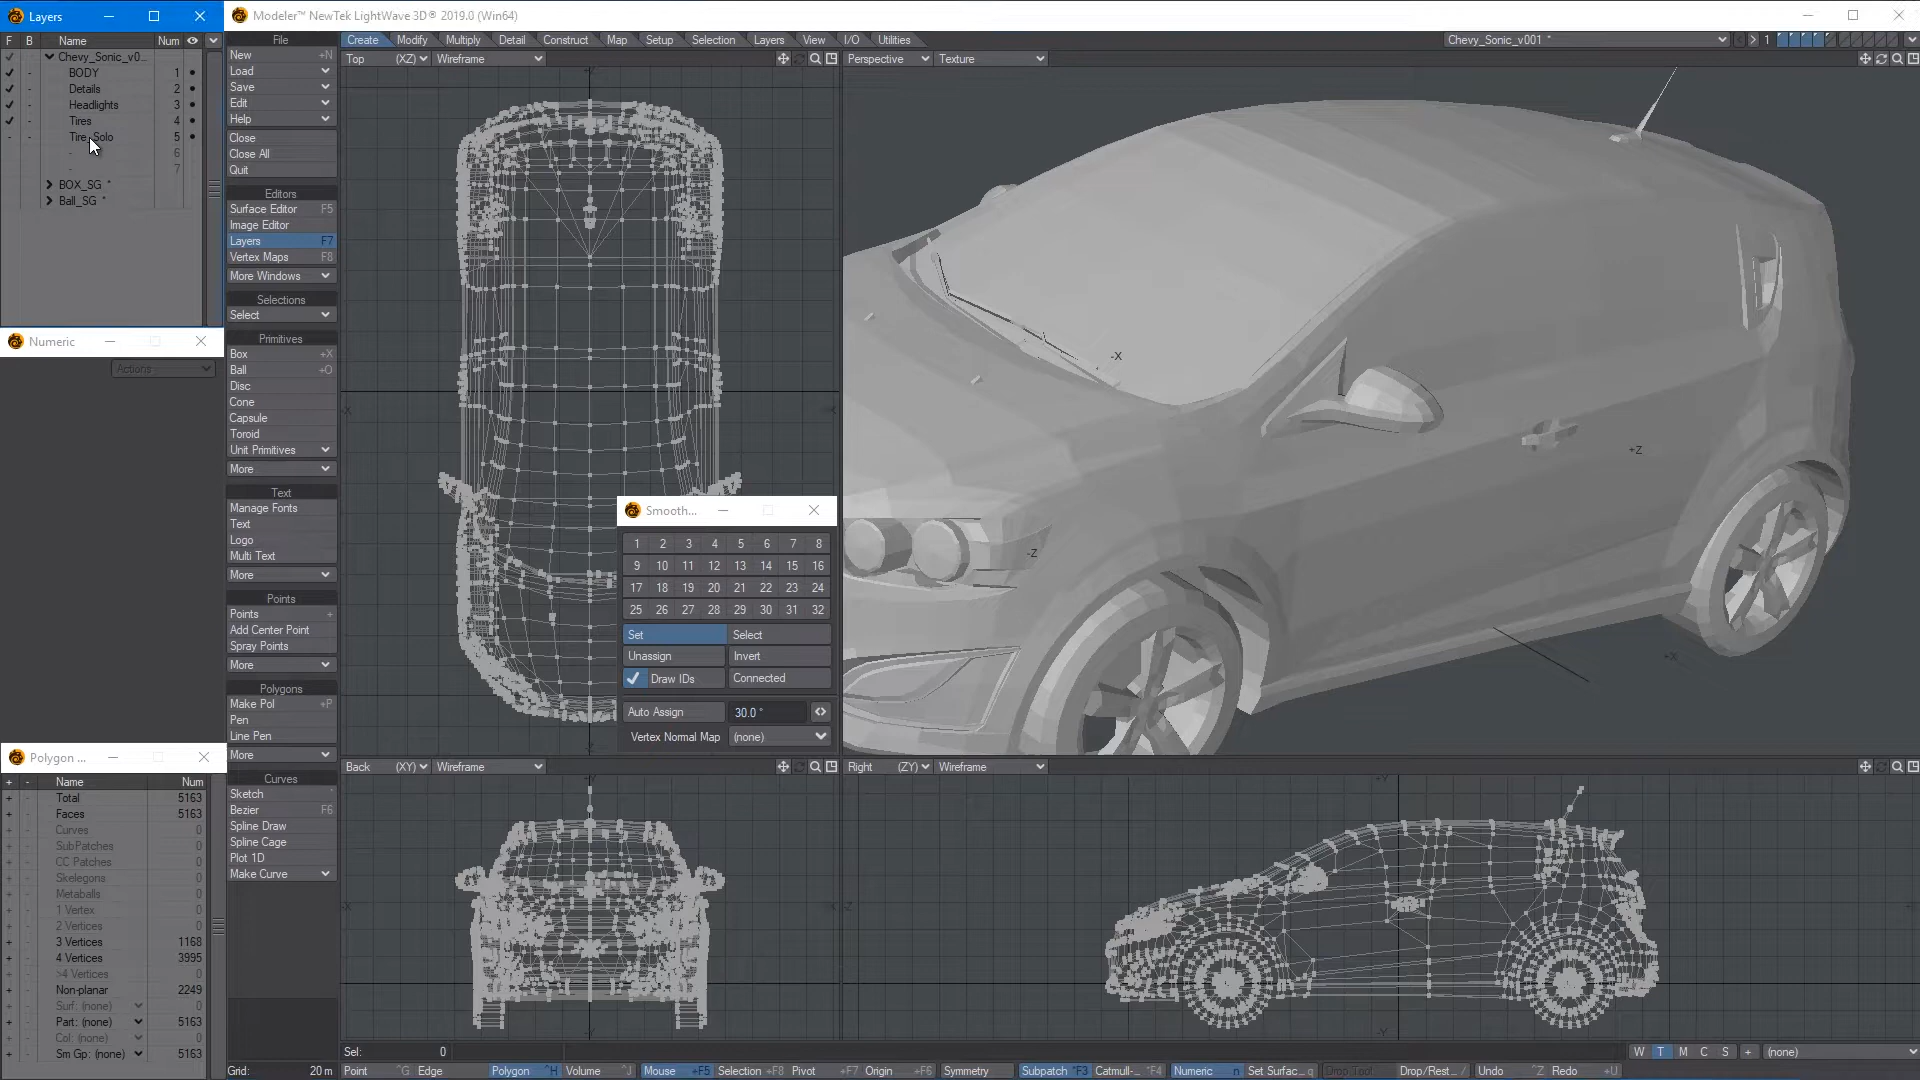 Layers
Modeler™ NewTek LightWave 3D® 2019.0 (Win64)
F B Name Num
Chevy_Sonic_v0...
BODY 1
Details 2
Headlights 3
Tires 4
Tire_Solo 5
- 6
- 7
BOX_SG *
Ball_SG *
Numeric
Actions
Polygon ...
+ - Name Num
+ - Total 5163
+ - Faces 5163
+ - Curves 0
+ - SubPatches 0
+ - CC Patches 0
+ - Skelegons 0
+ - Metaballs 0
+ - 1 Vertex 0
+ - 2 Vertices 0
+ - 3 Vertices 1168
+ - 4 Vertices 3995
+ - >4 Vertices 0
+ - Non-planar 2249
+ - Surf: (none) 0
+ - Part: (none) 5163
+ - Col: (none) 0
+ - Sm Gp: (none) 5163
File
New +N
Load
Save
Edit
Help
Close
Close All
Quit
Editors
Surface Editor F5
Image Editor
Layers F7
Vertex Maps F8
More Windows
Selections
Select
Primitives
Box +X
Ball +O
Disc
Cone
Capsule
Toroid
Unit Primitives
More
Text
Manage Fonts
Text
Logo
Multi Text
More
Points
Points +
Add Center Point
Spray Points
More
Polygons
Make Pol +P
Pen
Line Pen
More
Curves
Sketch
Bezier F6
Spline Draw
Spline Cage
Plot 1D
Make Curve
Grid: 20 m
Create Modify Multiply Detail Construct Map Setup Selection Layers View I/O Utilities
Chevy_Sonic_v001 * 1
Top (XZ) Wireframe
Perspective Texture
-X
+Z
-Z
+X
Smooth...
1 2 3 4 5 6 7 8
9 10 11 12 13 14 15 16
17 18 19 20 21 22 23 24
25 26 27 28 29 30 31 32
Set Select
Unassign Invert
Draw IDs Connected
Auto Assign 30.0 °
Vertex Normal Map (none)
Back (XY) Wireframe
Right (ZY) Wireframe
Sel: 0
W T M C S + (none)
Point ^G Edge Polygon ^H Volume ^J Mouse +F5 Selection +F8 Pivot +F7 Origin +F6 Symmetry Subpatch ^F3 Catmull-.. ^F4 Numeric n Set Surfac.. q Drop Tool Drop/Rest.. / Undo ^Z Redo +U